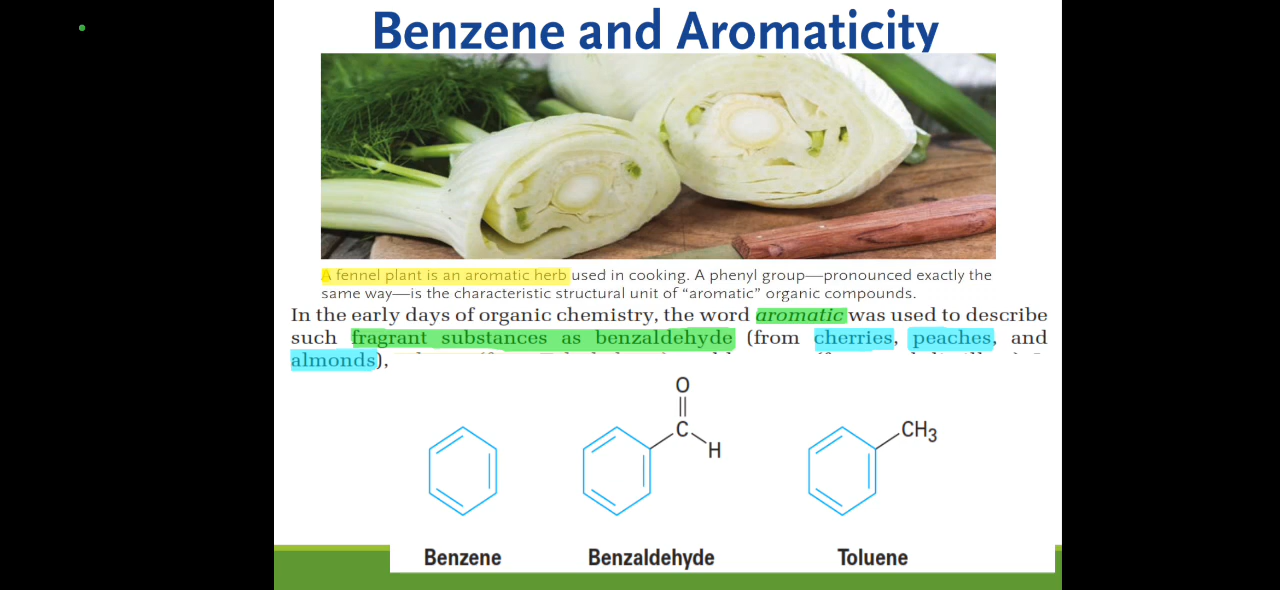 Benzene and Aromaticity
A fennel plant is an aromatic herb used in cooking. A phenyl group—pronounced exactly the
same way—is the characteristic structural unit of “aromatic” organic compounds.
In the early days of organic chemistry, the word aromatic was used to describe
such fragrant substances as benzaldehyde (from cherries, peaches, and
almonds),
O
C
H
CH3
Benzene
Benzaldehyde
Toluene